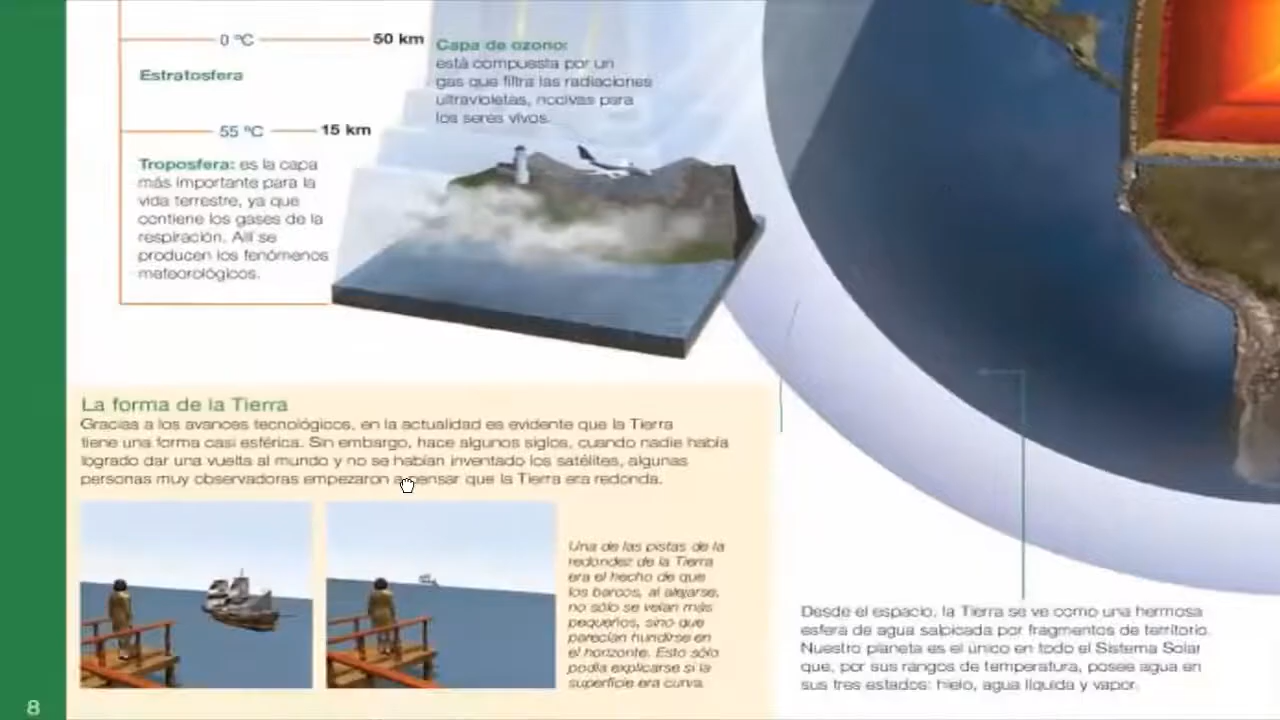 0 ºC
50 km
Estratosfera
55 ºC
15 km
Capa de ozono:
está compuesta por un
gas que filtra las radiaciones
ultravioletas, nocivas para
los seres vivos.
Troposfera: es la capa
más importante para la
vida terrestre, ya que
contiene los gases de la
respiración. Allí se
producen los fenómenos
meteorológicos.
La forma de la Tierra
Gracias a los avances tecnológicos, en la actualidad es evidente que la Tierra
tiene una forma casi esférica. Sin embargo, hace algunos siglos, cuando nadie había
logrado dar una vuelta al mundo y no se habían inventado los satélites, algunas
personas muy observadoras empezaron a pensar que la Tierra era redonda.
Una de las pistas de la
redondez de la Tierra
era el hecho de que
los barcos, al alejarse,
no sólo se veían más
pequeños, sino que
parecían hundirse en
el horizonte. Esto sólo
podía explicarse si la
superficie era curva.
Desde el espacio, la Tierra se ve como una hermosa
esfera de agua salpicada por fragmentos de territorio.
Nuestro planeta es el único en todo el Sistema Solar
que, por sus rangos de temperatura, posee agua en
sus tres estados: hielo, agua líquida y vapor.
8